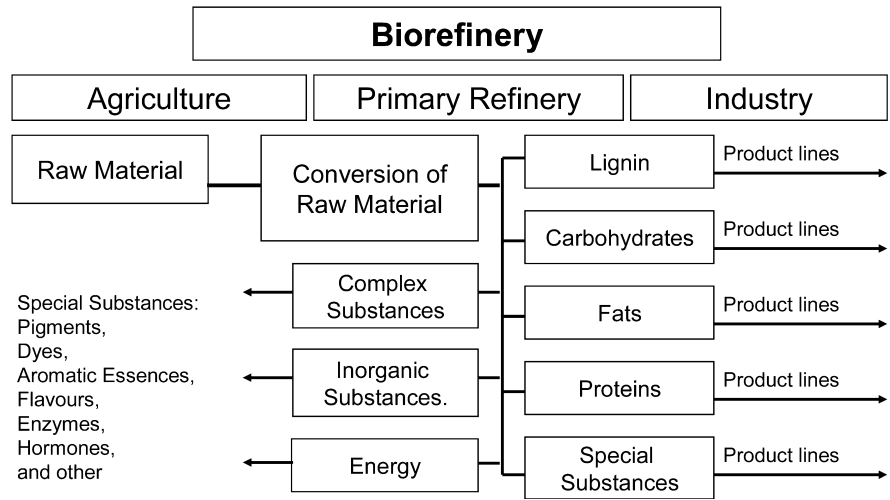 Biorefinery
Agriculture
Primary Refinery
Industry
Raw Material
Conversion of
Raw Material
Lignin
Product lines
Carbohydrates
Product lines
Complex
Substances
Special Substances:
Pigments,
Dyes,
Aromatic Essences,
Flavours,
Enzymes,
Hormones,
and other
Fats
Product lines
Inorganic
Substances.
Proteins
Product lines
Energy
Special
Substances
Product lines